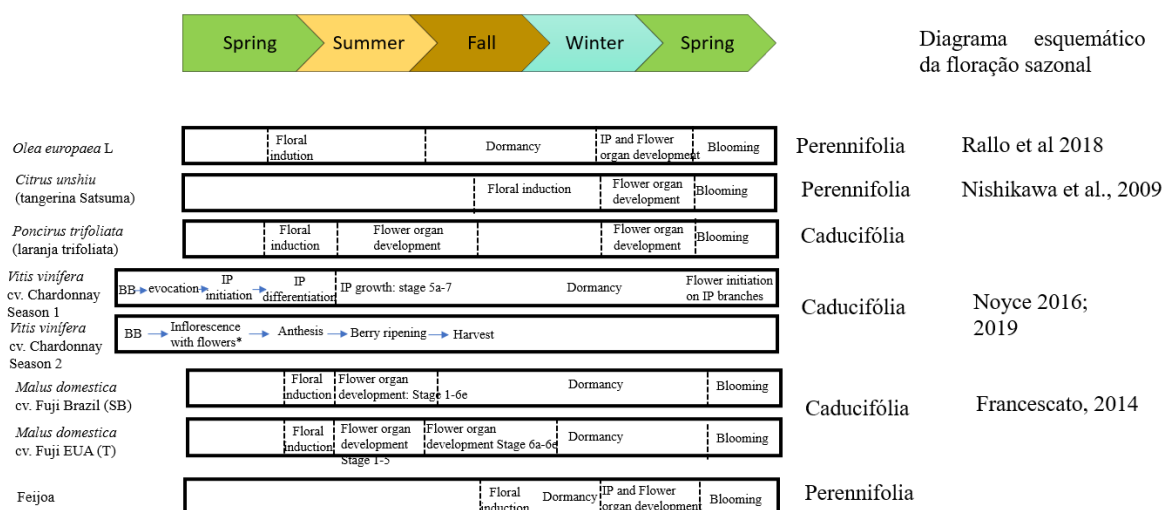 Spring Summer Fall Winter Spring
Diagrama esquemático
da floração sazonal
Olea europaea L
Floral
indution
Dormancy
IP and Flower
organ development
Blooming
Perennifolia
Rallo et al 2018
Citrus unshiu
(tangerina Satsuma)
Floral induction
Flower organ
development
Blooming
Perennifolia
Nishikawa et al., 2009
Poncirus trifoliata
(laranja trifoliata)
Floral
induction
Flower organ
development
Flower organ
development
Blooming
Caducifólia
Vitis vinífera
cv. Chardonnay
Season 1
BB
evocation
IP
initiation
IP
differentiation
IP growth: stage 5a-7
Dormancy
Flower initiation
on IP branches
Caducifólia
Noyce 2016;
2019
Vitis vinífera
cv. Chardonnay
Season 2
BB
Inflorescence
with flowers*
Anthesis
Berry ripening
Harvest
Malus domestica
cv. Fuji Brazil (SB)
Floral
induction
Flower organ
development: Stage 1-6e
Dormancy
Blooming
Caducifólia
Francescato, 2014
Malus domestica
cv. Fuji EUA (T)
Floral
induction
Flower organ
development
Stage 1-5
Flower organ
development Stage 6a-6e
Dormancy
Blooming
Feijoa
Floral
induction
Dormancy
IP and Flower
organ development
Blooming
Perennifolia